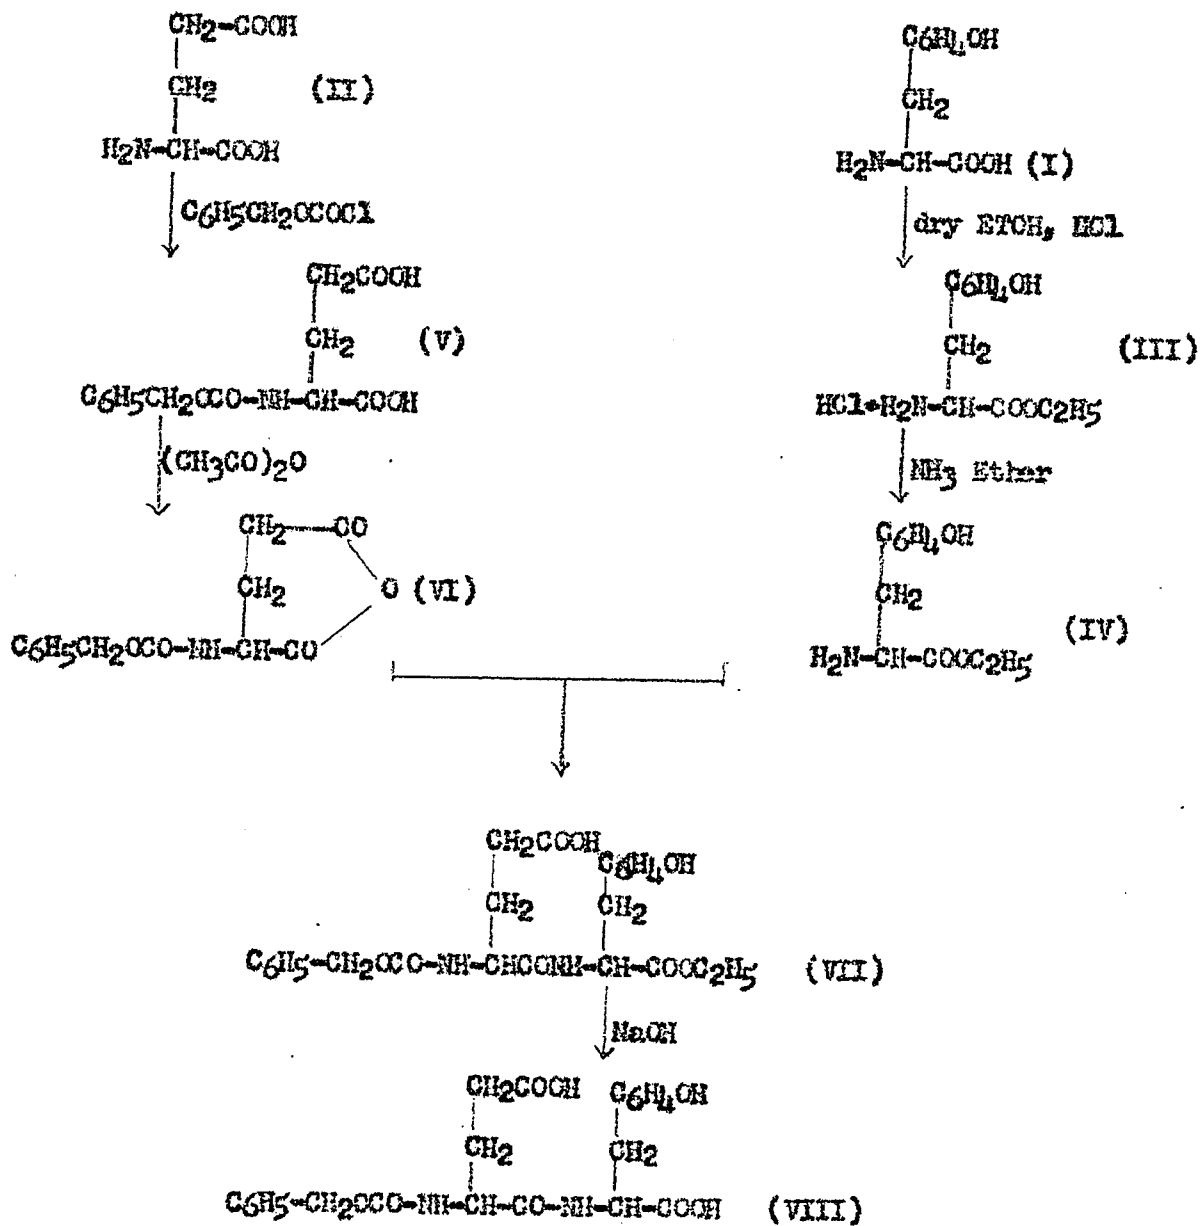 CH2-COOH
CH2 (II)
H2N-CH-COOH
C6H5CH2OCOCl
CH2COOH
CH2 (V)
C6H5CH2OCO-NH-CH-COOH
(CH3CO)2O
CH2 CO
CH2 O (VI)
C6H5CH2OCO-NH-CH-CO
C6H4OH
CH2
H2N-CH-COOH (I)
dry ETOH, HCl
C6H4OH
CH2 (III)
HCl•H2N-CH-COOC2H5
NH3 Ether
C6H4OH
CH2
(IV)
H2N-CH-COOC2H5
CH2COOH C6H4OH
CH2 CH2
C6H5-CH2OCO-NH-CHCONH-CH-COOC2H5 (VII)
NaOH
CH2COOH C6H4OH
CH2 CH2
C6H5-CH2OCO-NH-CH-CO-NH-CH-COOH (VIII)